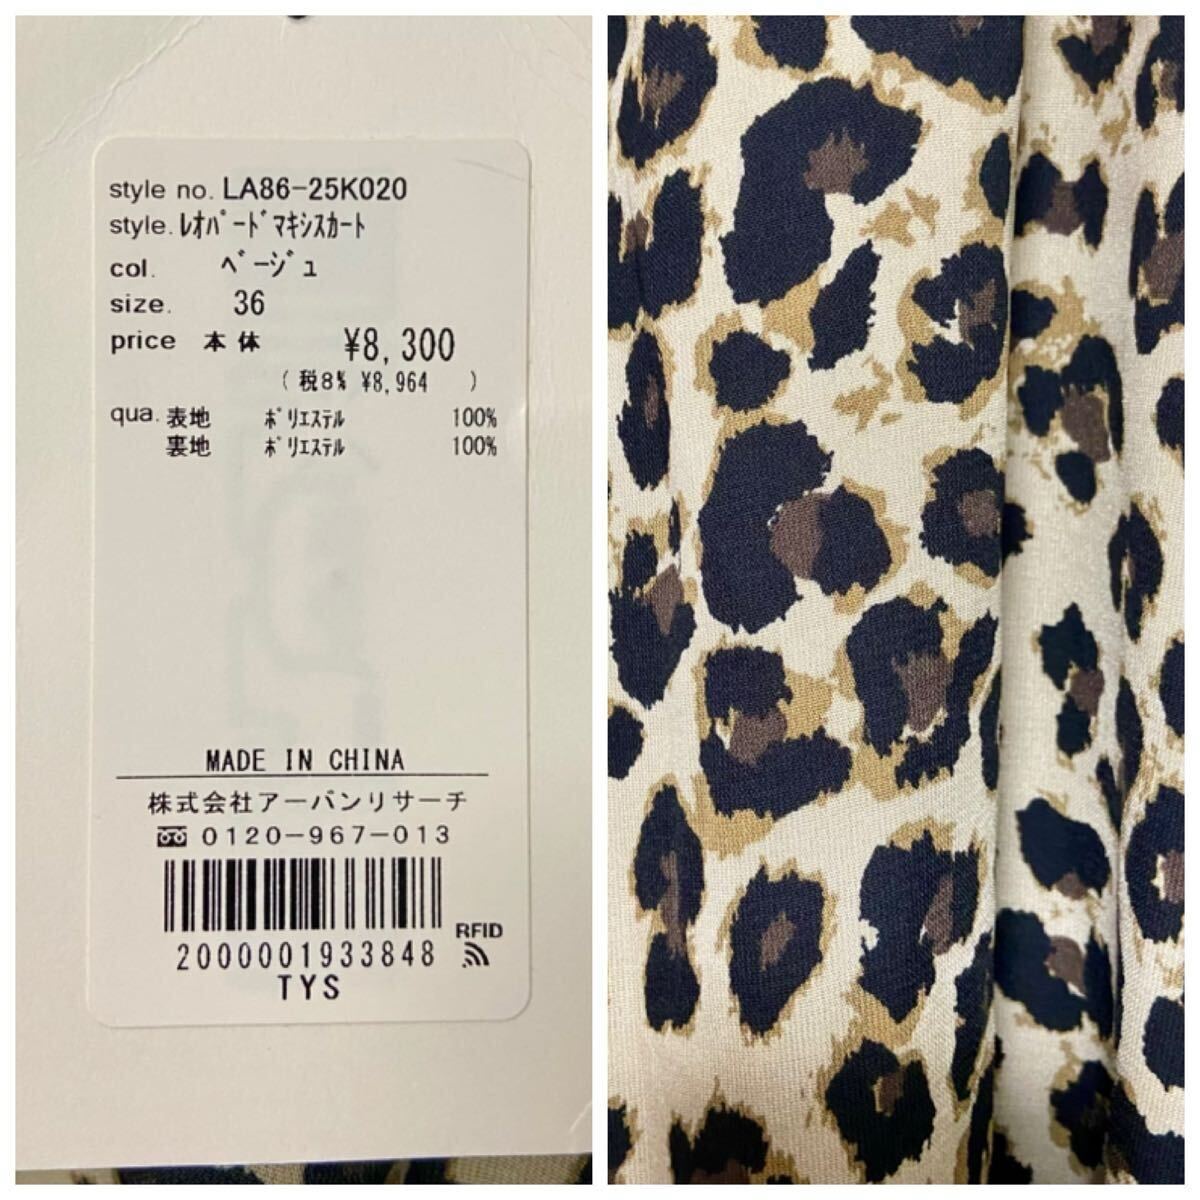 style no. LA86-25K020
style. ﾚｵﾊﾟｰﾄﾞﾏｷｼｽｶｰﾄ
col. ﾍﾞｰｼﾞｭ
size. 36
price 本体 ¥8,300
( 税8% ¥8,964 )
qua. 表地 ﾎﾟﾘｴｽﾃﾙ 100%
裏地 ﾎﾟﾘｴｽﾃﾙ 100%
MADE IN CHINA
株式会社アーバンリサーチ
0120-967-013
RFID
2000001933848
TYS